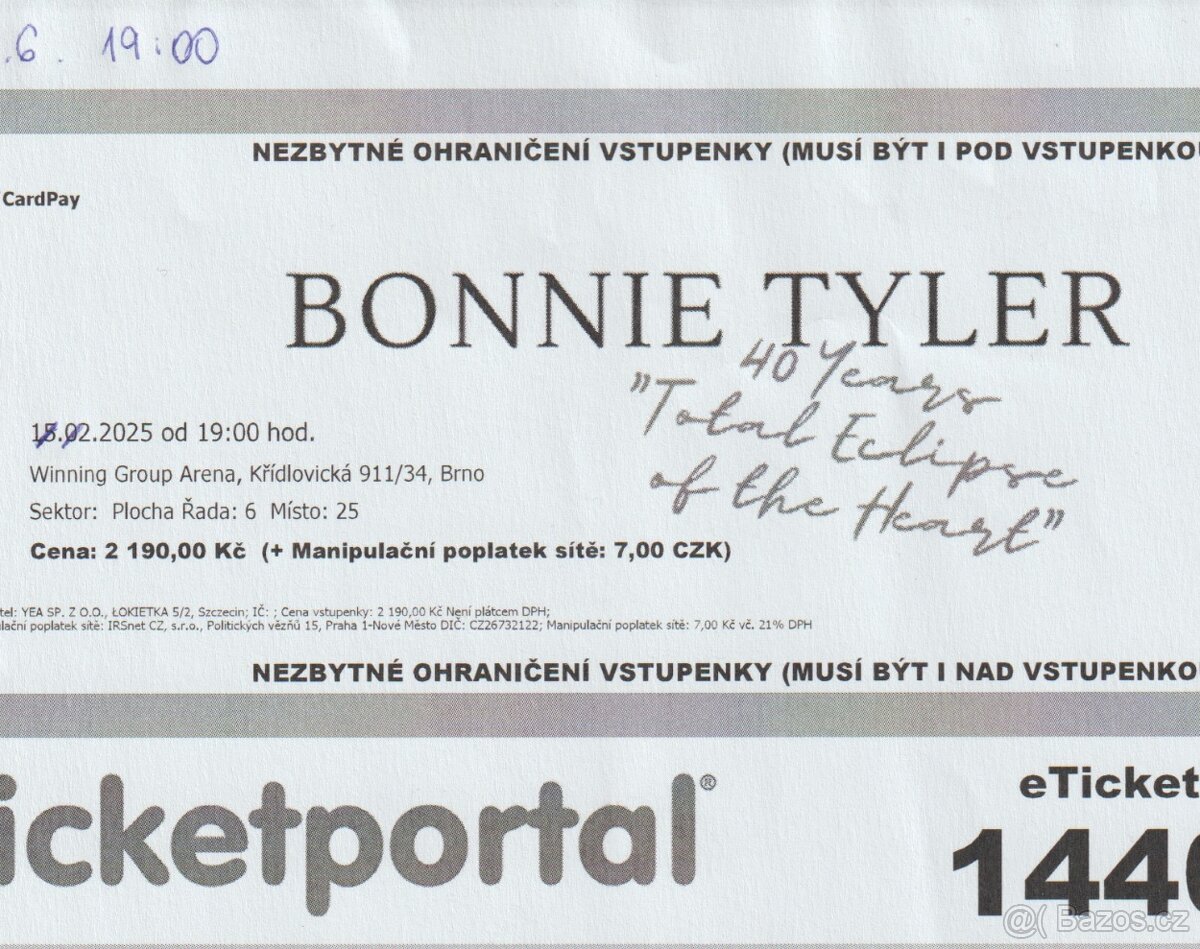 .6. 19:00
NEZBYTNÉ OHRANIČENÍ VSTUPENKY (MUSÍ BÝT I POD VSTUPENKO
CardPay
BONNIE TYLER
40 Years
"Total Eclipse
of the Heart"
15.02.2025 od 19:00 hod.
Winning Group Arena, Křídlovická 911/34, Brno
Sektor: Plocha Řada: 6 Místo: 25
Cena: 2 190,00 Kč (+ Manipulační poplatek sítě: 7,00 CZK)
tel: YEA SP. Z O.O., ŁOKIETKA 5/2, Szczecin; IČ: ; Cena vstupenky: 2 190,00 Kč Není plátcem DPH;
lační poplatek sítě: IRSnet CZ, s.r.o., Politických vězňů 15, Praha 1-Nové Město DIČ: CZ26732122; Manipulační poplatek sítě: 7,00 Kč vč. 21% DPH
NEZBYTNÉ OHRANIČENÍ VSTUPENKY (MUSÍ BÝT I NAD VSTUPENKO
icketportal®
eTicket
1440
@( Bazos.cz